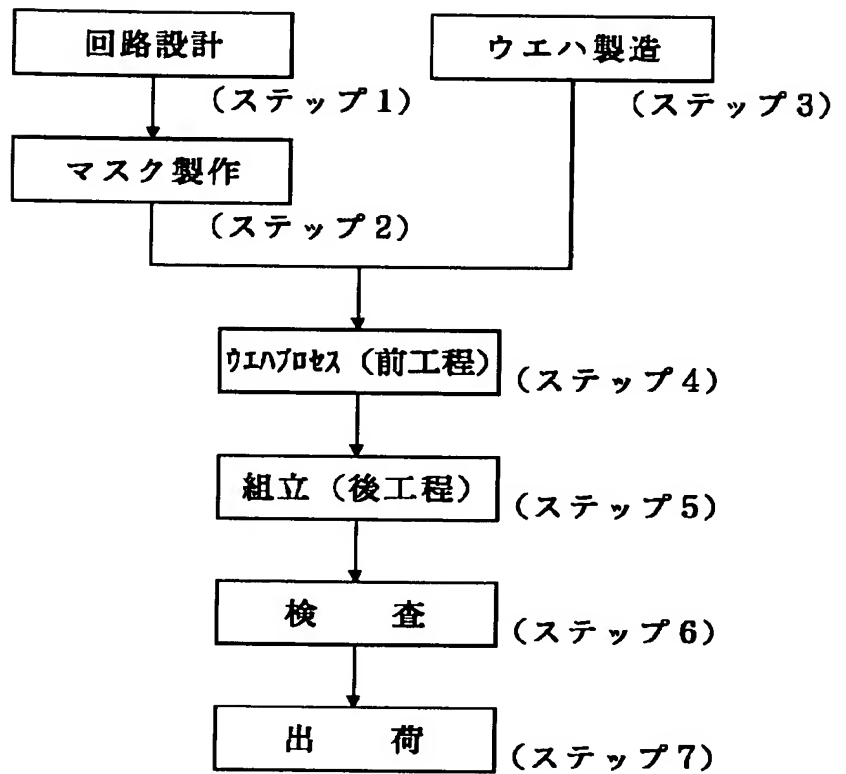 回路設計
(ステップ1)
マスク製作
(ステップ2)
ウエハ製造
(ステップ3)
ウエハプロセス(前工程)
(ステップ4)
組立(後工程)
(ステップ5)
検 査
(ステップ6)
出 荷
(ステップ7)